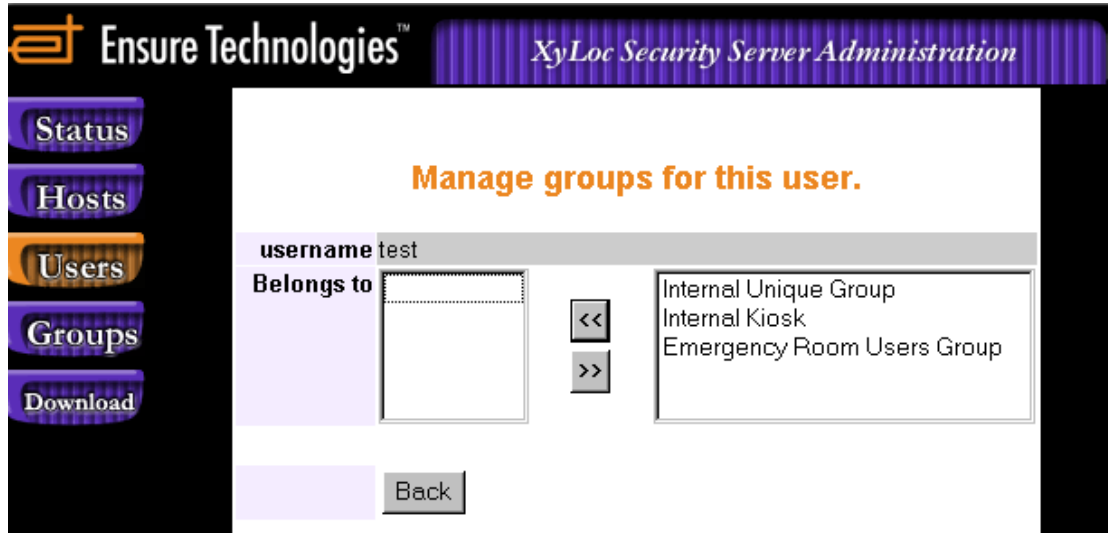 Ensure Technologies™
XyLoc Security Server Administration
Status
Hosts
Users
Groups
Download
Manage groups for this user.
username test
Belongs to
<<
>>
Internal Unique Group
Internal Kiosk
Emergency Room Users Group
Back